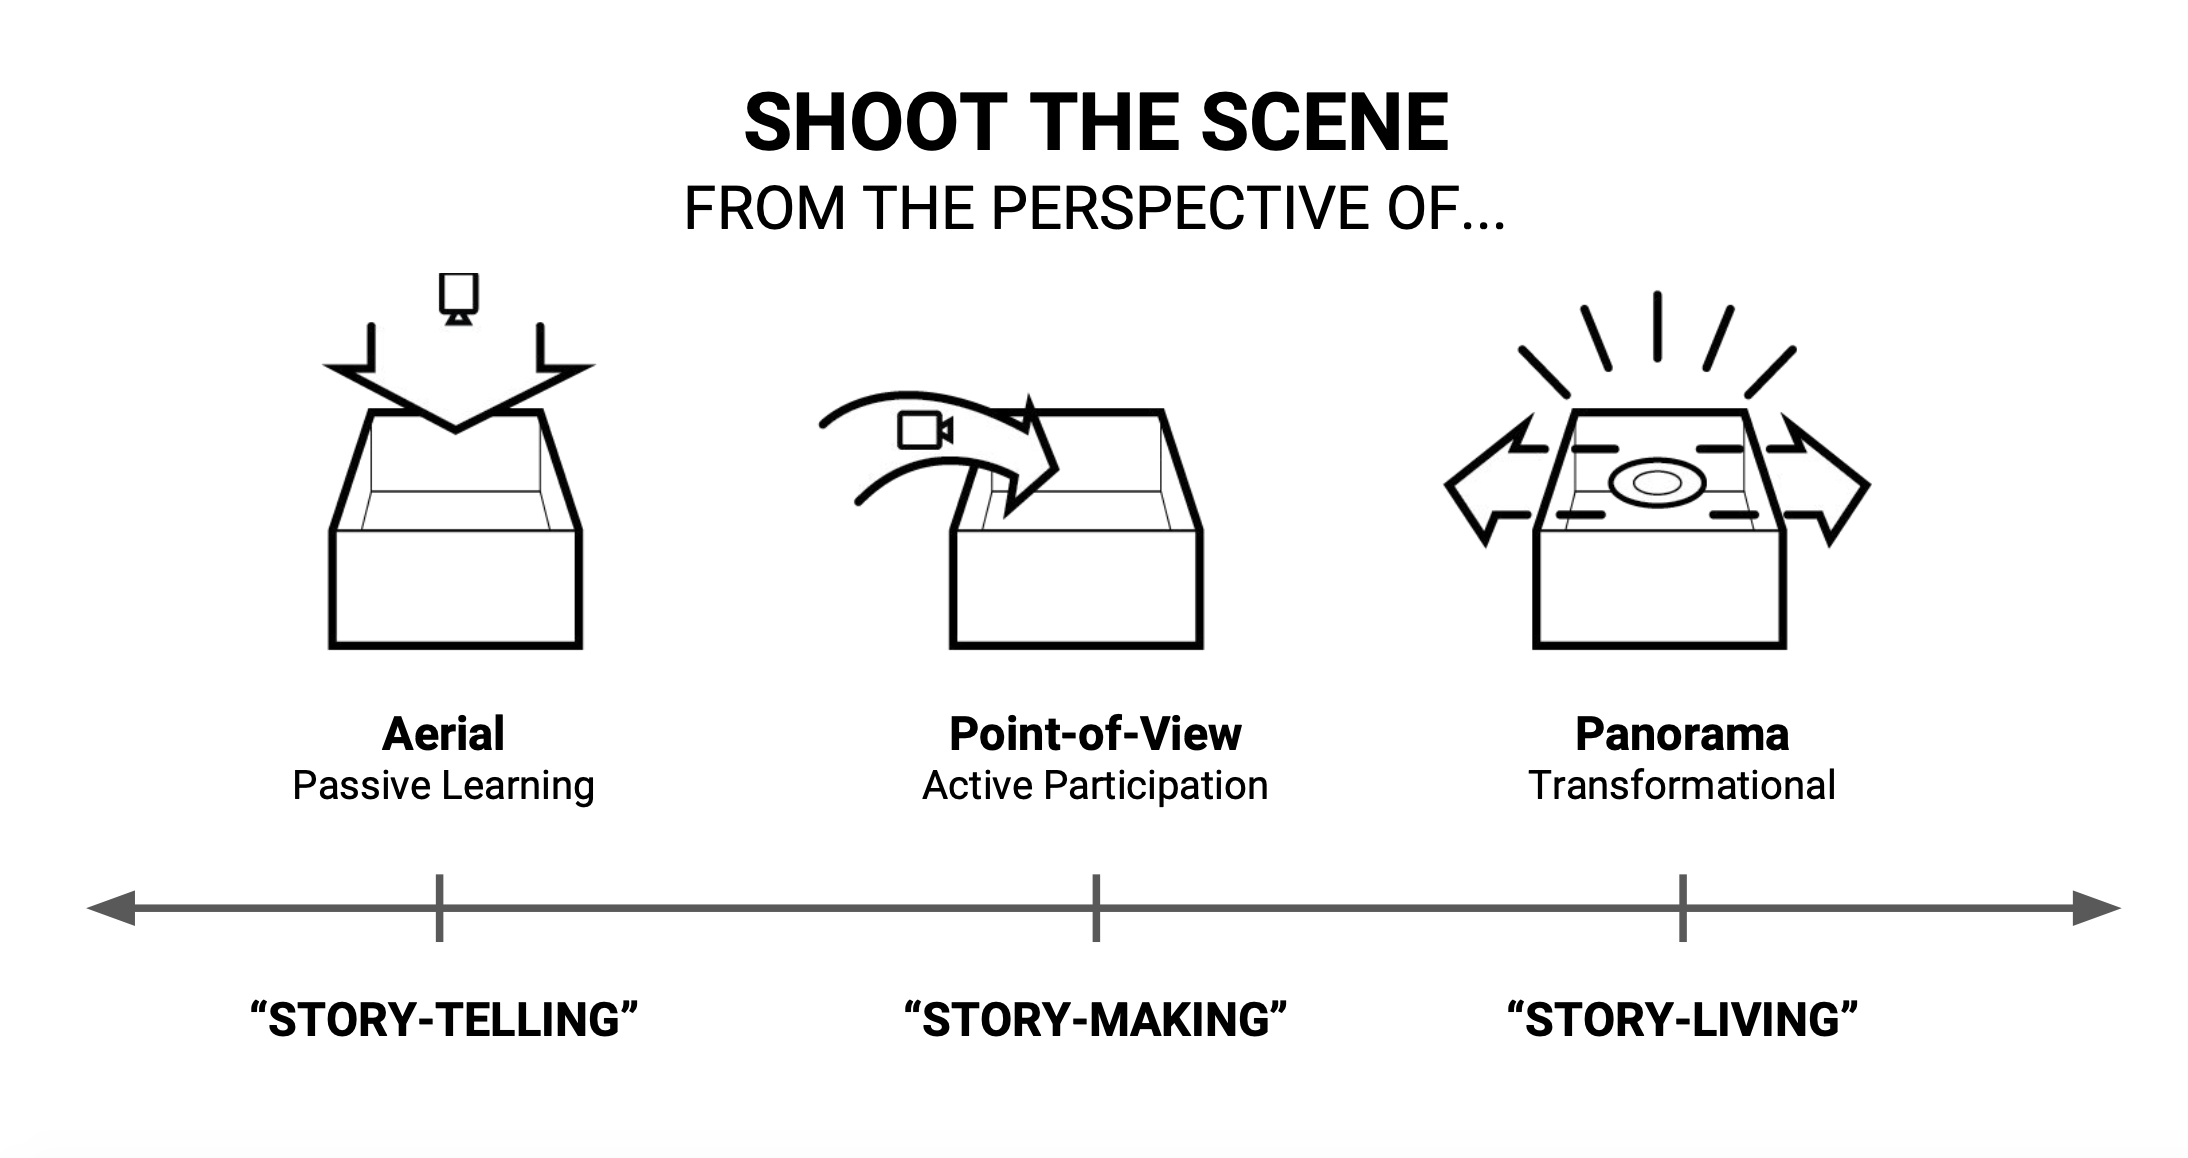 SHOOT THE SCENE
FROM THE PERSPECTIVE OF...
Aerial
Passive Learning
Point-of-View
Active Participation
Panorama
Transformational
“STORY-TELLING”
“STORY-MAKING”
“STORY-LIVING”